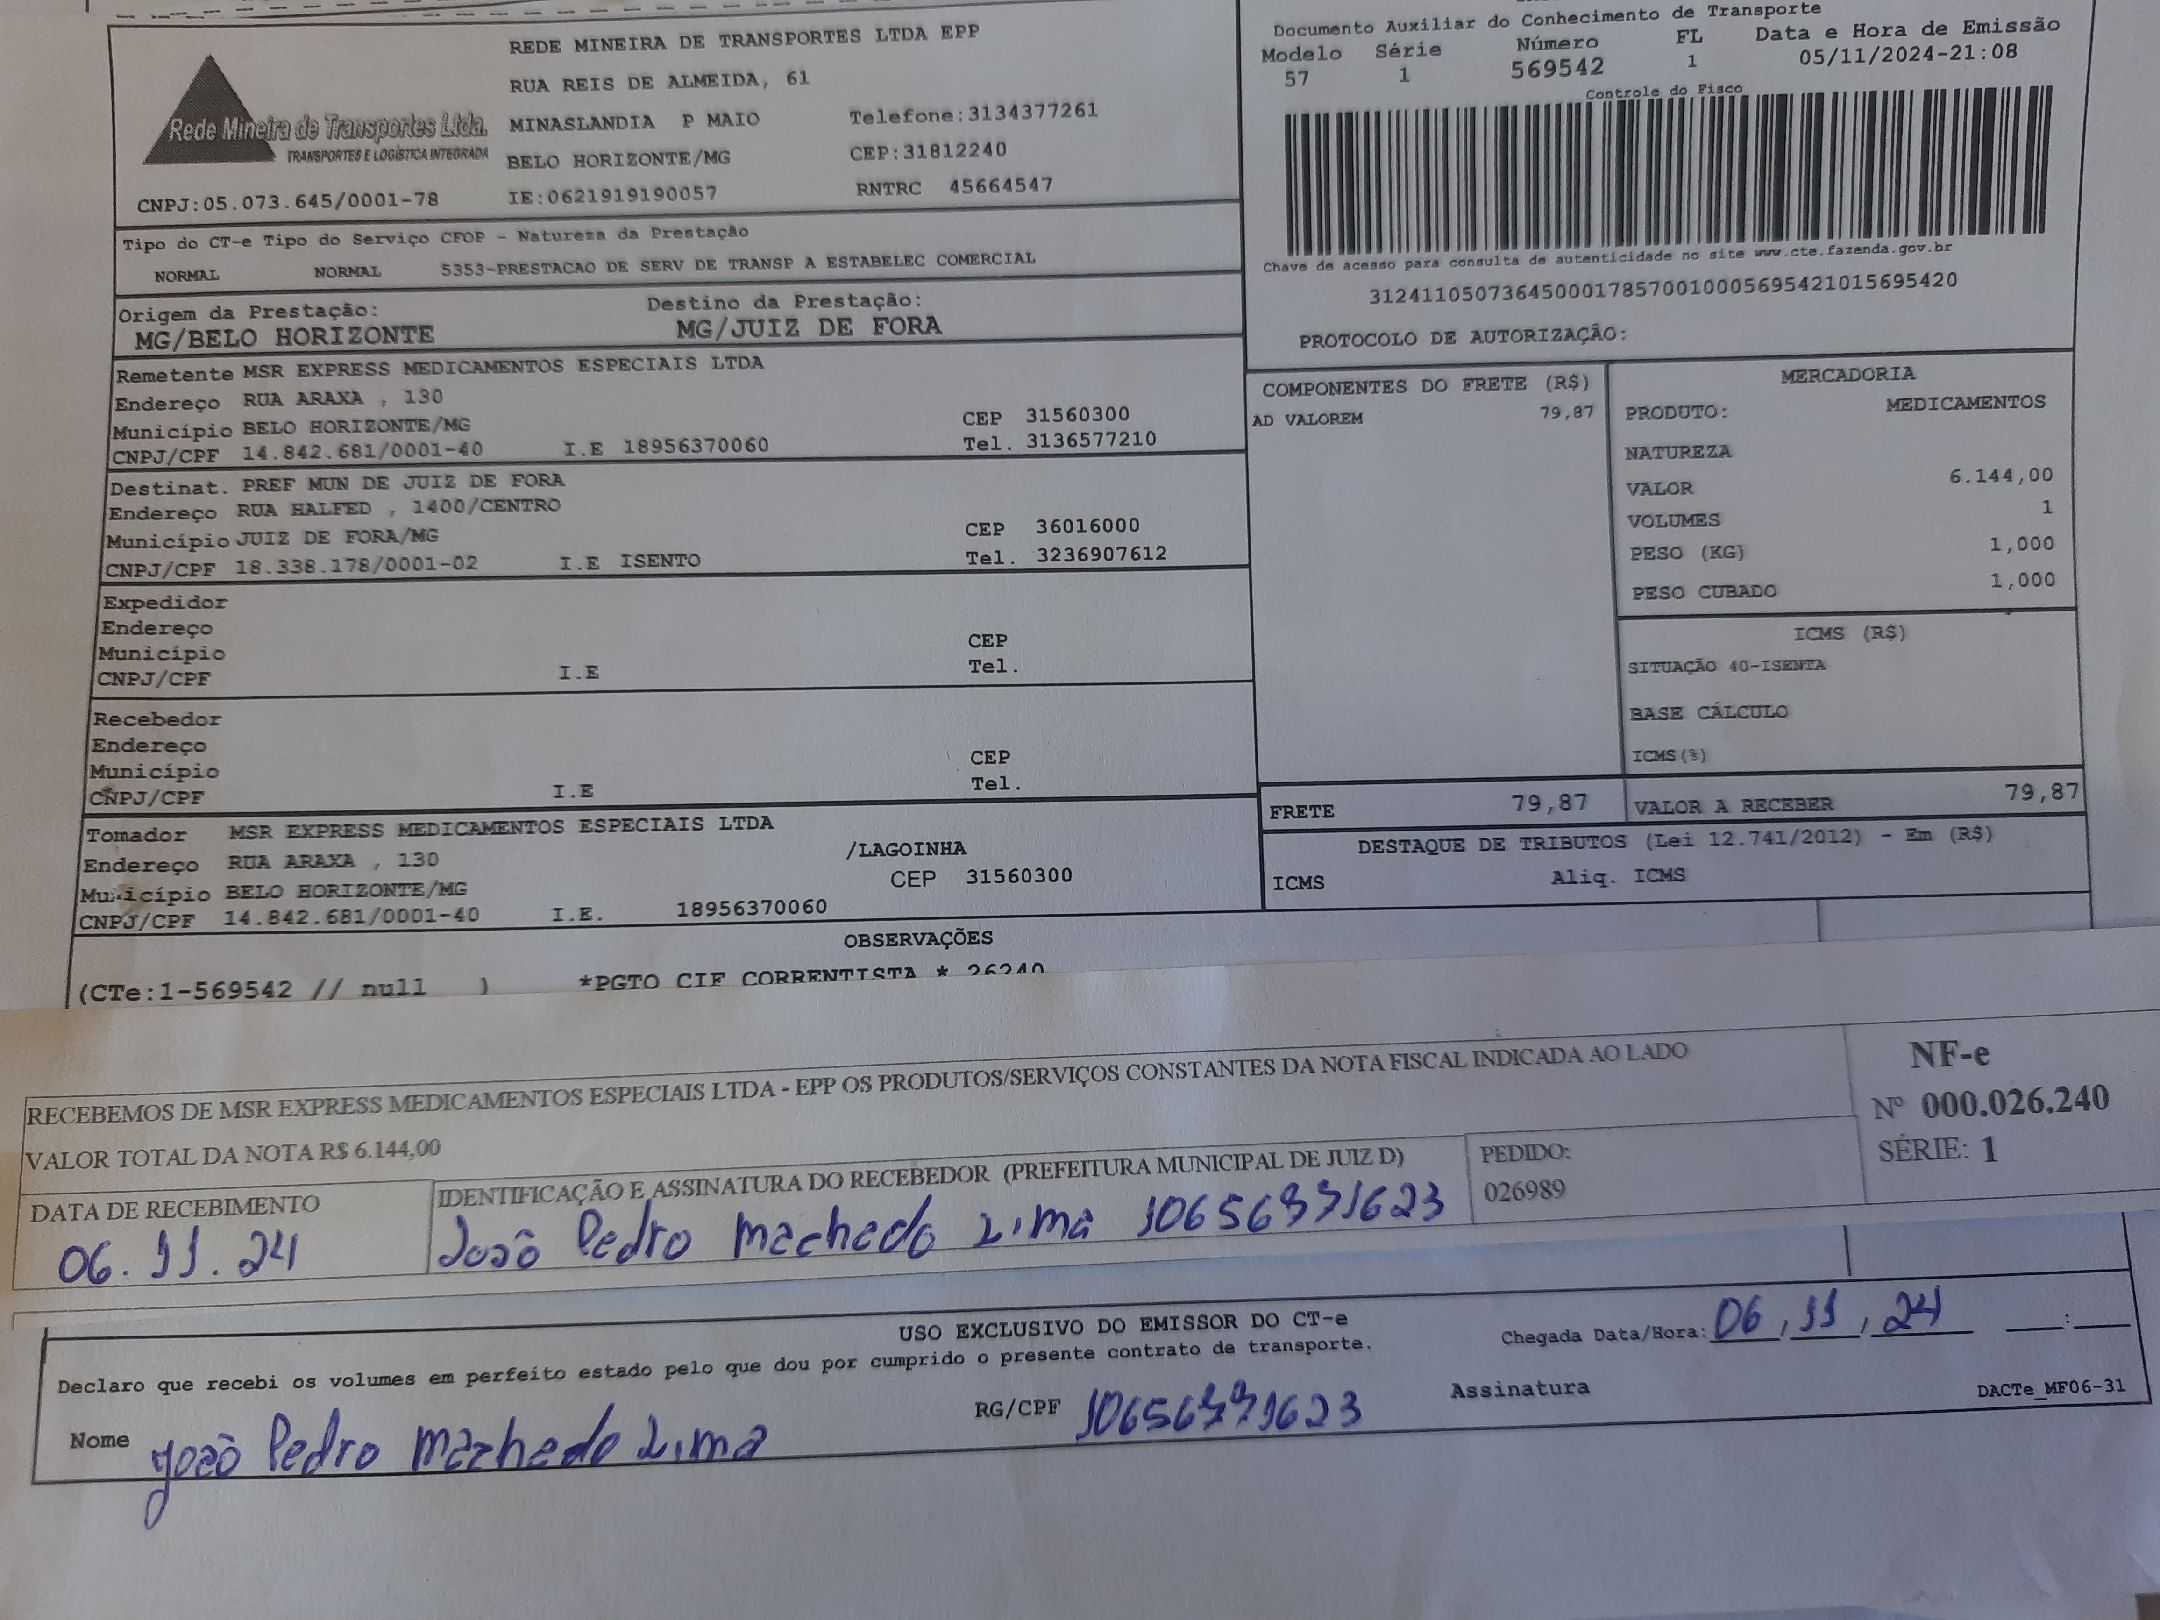 Rede Mineira de Transportes Ltda.
TRANSPORTES E LOGÍSTICA INTEGRADA
CNPJ:05.073.645/0001-78
REDE MINEIRA DE TRANSPORTES LTDA EPP
RUA REIS DE ALMEIDA, 61
MINASLANDIA P MAIO Telefone:3134377261
BELO HORIZONTE/MG CEP:31812240
IE:0621919190057 RNTRC 45664547
Documento Auxiliar do Conhecimento de Transporte
Modelo Série Número FL Data e Hora de Emissão
57 1 569542 1 05/11/2024-21:08
Controle do Fisco
Chave de acesso para consulta de autenticidade no site www.cte.fazenda.gov.br
31241105073645000178570010005695421015695420
PROTOCOLO DE AUTORIZAÇÃO:
Tipo do CT-e Tipo do Serviço CFOP - Natureza da Prestação
NORMAL NORMAL 5353-PRESTACAO DE SERV DE TRANSP A ESTABELEC COMERCIAL
Origem da Prestação: Destino da Prestação:
MG/BELO HORIZONTE MG/JUIZ DE FORA
Remetente MSR EXPRESS MEDICAMENTOS ESPECIAIS LTDA
Endereço RUA ARAXA , 130
Município BELO HORIZONTE/MG CEP 31560300
CNPJ/CPF 14.842.681/0001-40 I.E 18956370060 Tel. 3136577210
Destinat. PREF MUN DE JUIZ DE FORA
Endereço RUA HALFED , 1400/CENTRO
Município JUIZ DE FORA/MG CEP 36016000
CNPJ/CPF 18.338.178/0001-02 I.E ISENTO Tel. 3236907612
Expedidor
Endereço
Município CEP
CNPJ/CPF I.E Tel.
Recebedor
Endereço
Município CEP
CNPJ/CPF I.E Tel.
Tomador MSR EXPRESS MEDICAMENTOS ESPECIAIS LTDA
Endereço RUA ARAXA , 130 /LAGOINHA
Município BELO HORIZONTE/MG CEP 31560300
CNPJ/CPF 14.842.681/0001-40 I.E. 18956370060
COMPONENTES DO FRETE (R$)
AD VALOREM 79,87
MERCADORIA
PRODUTO: MEDICAMENTOS
NATUREZA
VALOR 6.144,00
VOLUMES 1
PESO (KG) 1,000
PESO CUBADO 1,000
ICMS (R$)
SITUAÇÃO 40-ISENTA
BASE CÁLCULO
ICMS(%)
FRETE 79,87 VALOR A RECEBER 79,87
DESTAQUE DE TRIBUTOS (Lei 12.741/2012) - Em (R$)
ICMS Aliq. ICMS
OBSERVAÇÕES
(CTe:1-569542 // null ) *PGTO CIF CORRENTISTA * 26240
RECEBEMOS DE MSR EXPRESS MEDICAMENTOS ESPECIAIS LTDA - EPP OS PRODUTOS/SERVIÇOS CONSTANTES DA NOTA FISCAL INDICADA AO LADO
VALOR TOTAL DA NOTA R$ 6.144,00
DATA DE RECEBIMENTO
06.11.24
IDENTIFICAÇÃO E ASSINATURA DO RECEBEDOR (PREFEITURA MUNICIPAL DE JUIZ D)
João Pedro Machado Lima 10656771623
PEDIDO:
026989
NF-e
Nº 000.026.240
SÉRIE: 1
USO EXCLUSIVO DO EMISSOR DO CT-e
Declaro que recebi os volumes em perfeito estado pelo que dou por cumprido o presente contrato de transporte.
Chegada Data/Hora: 06, 11, 24 __:__
Nome João Pedro Machado Lima RG/CPF 10656771623 Assinatura
DACTe_MF06-31